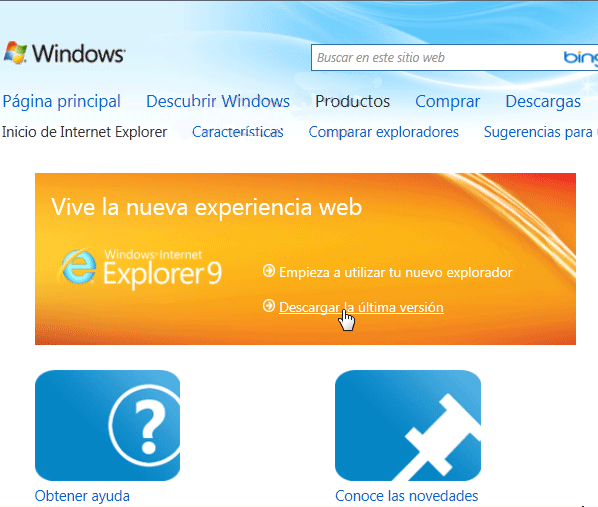 Windows
Buscar en este sitio web
bing
Página principal Descubrir Windows Productos Comprar Descargas
Inicio de Internet Explorer Características Comparar exploradores Sugerencias para
Vive la nueva experiencia web
Windows Internet
Explorer 9
Empieza a utilizar tu nuevo explorador
Descargar la última versión
Obtener ayuda Conoce las novedades